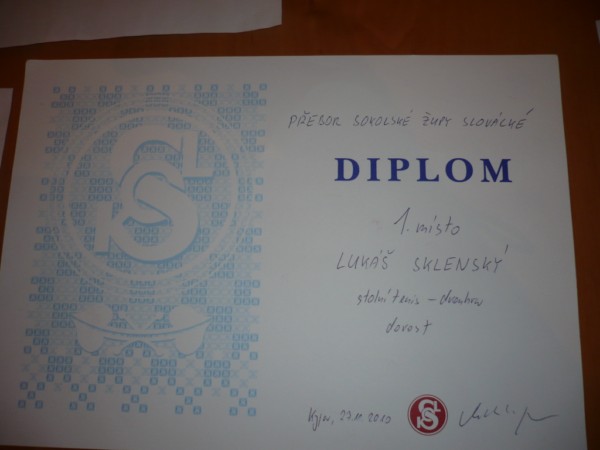 PŘEBOR SOKOLSKÉ ŽUPY SLOVÁCKÉ
DIPLOM
1. místo
LUKÁŠ SKLENSKÝ
stolní tenis - dvouhra
dorost
Kyjov, 27.11.2010